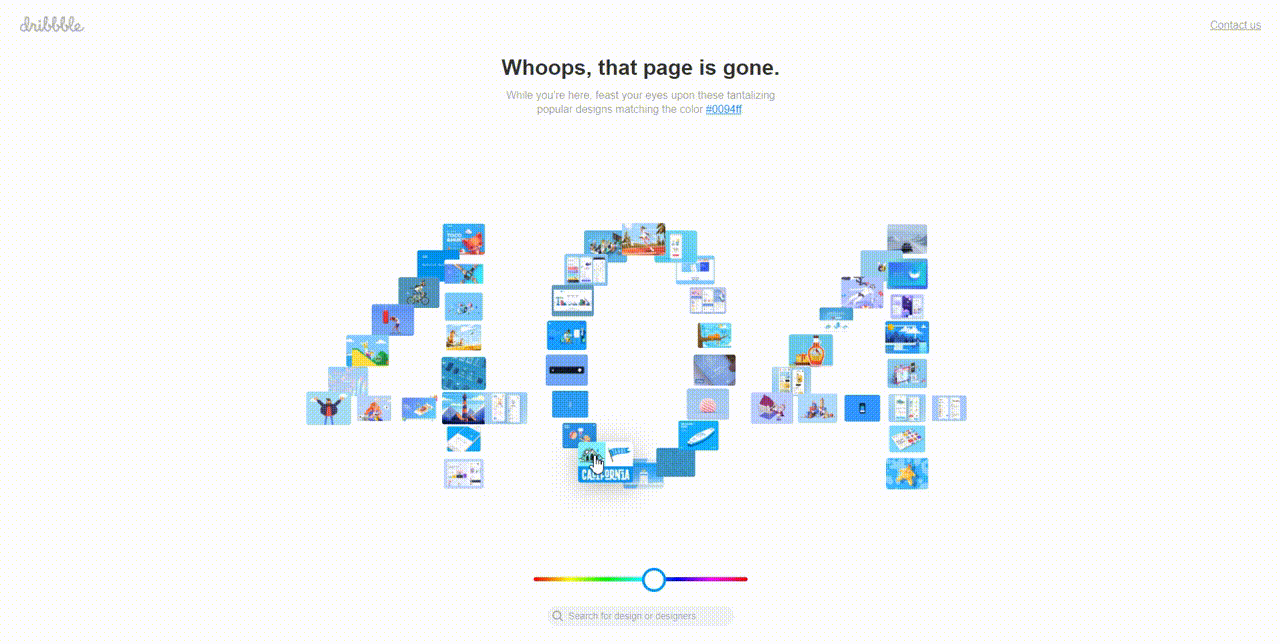 dribbble
Contact us
Whoops, that page is gone.
While you're here, feast your eyes upon these tantalizing
popular designs matching the color #0094ff.
404
CALIFORNIA
Search for design or designers